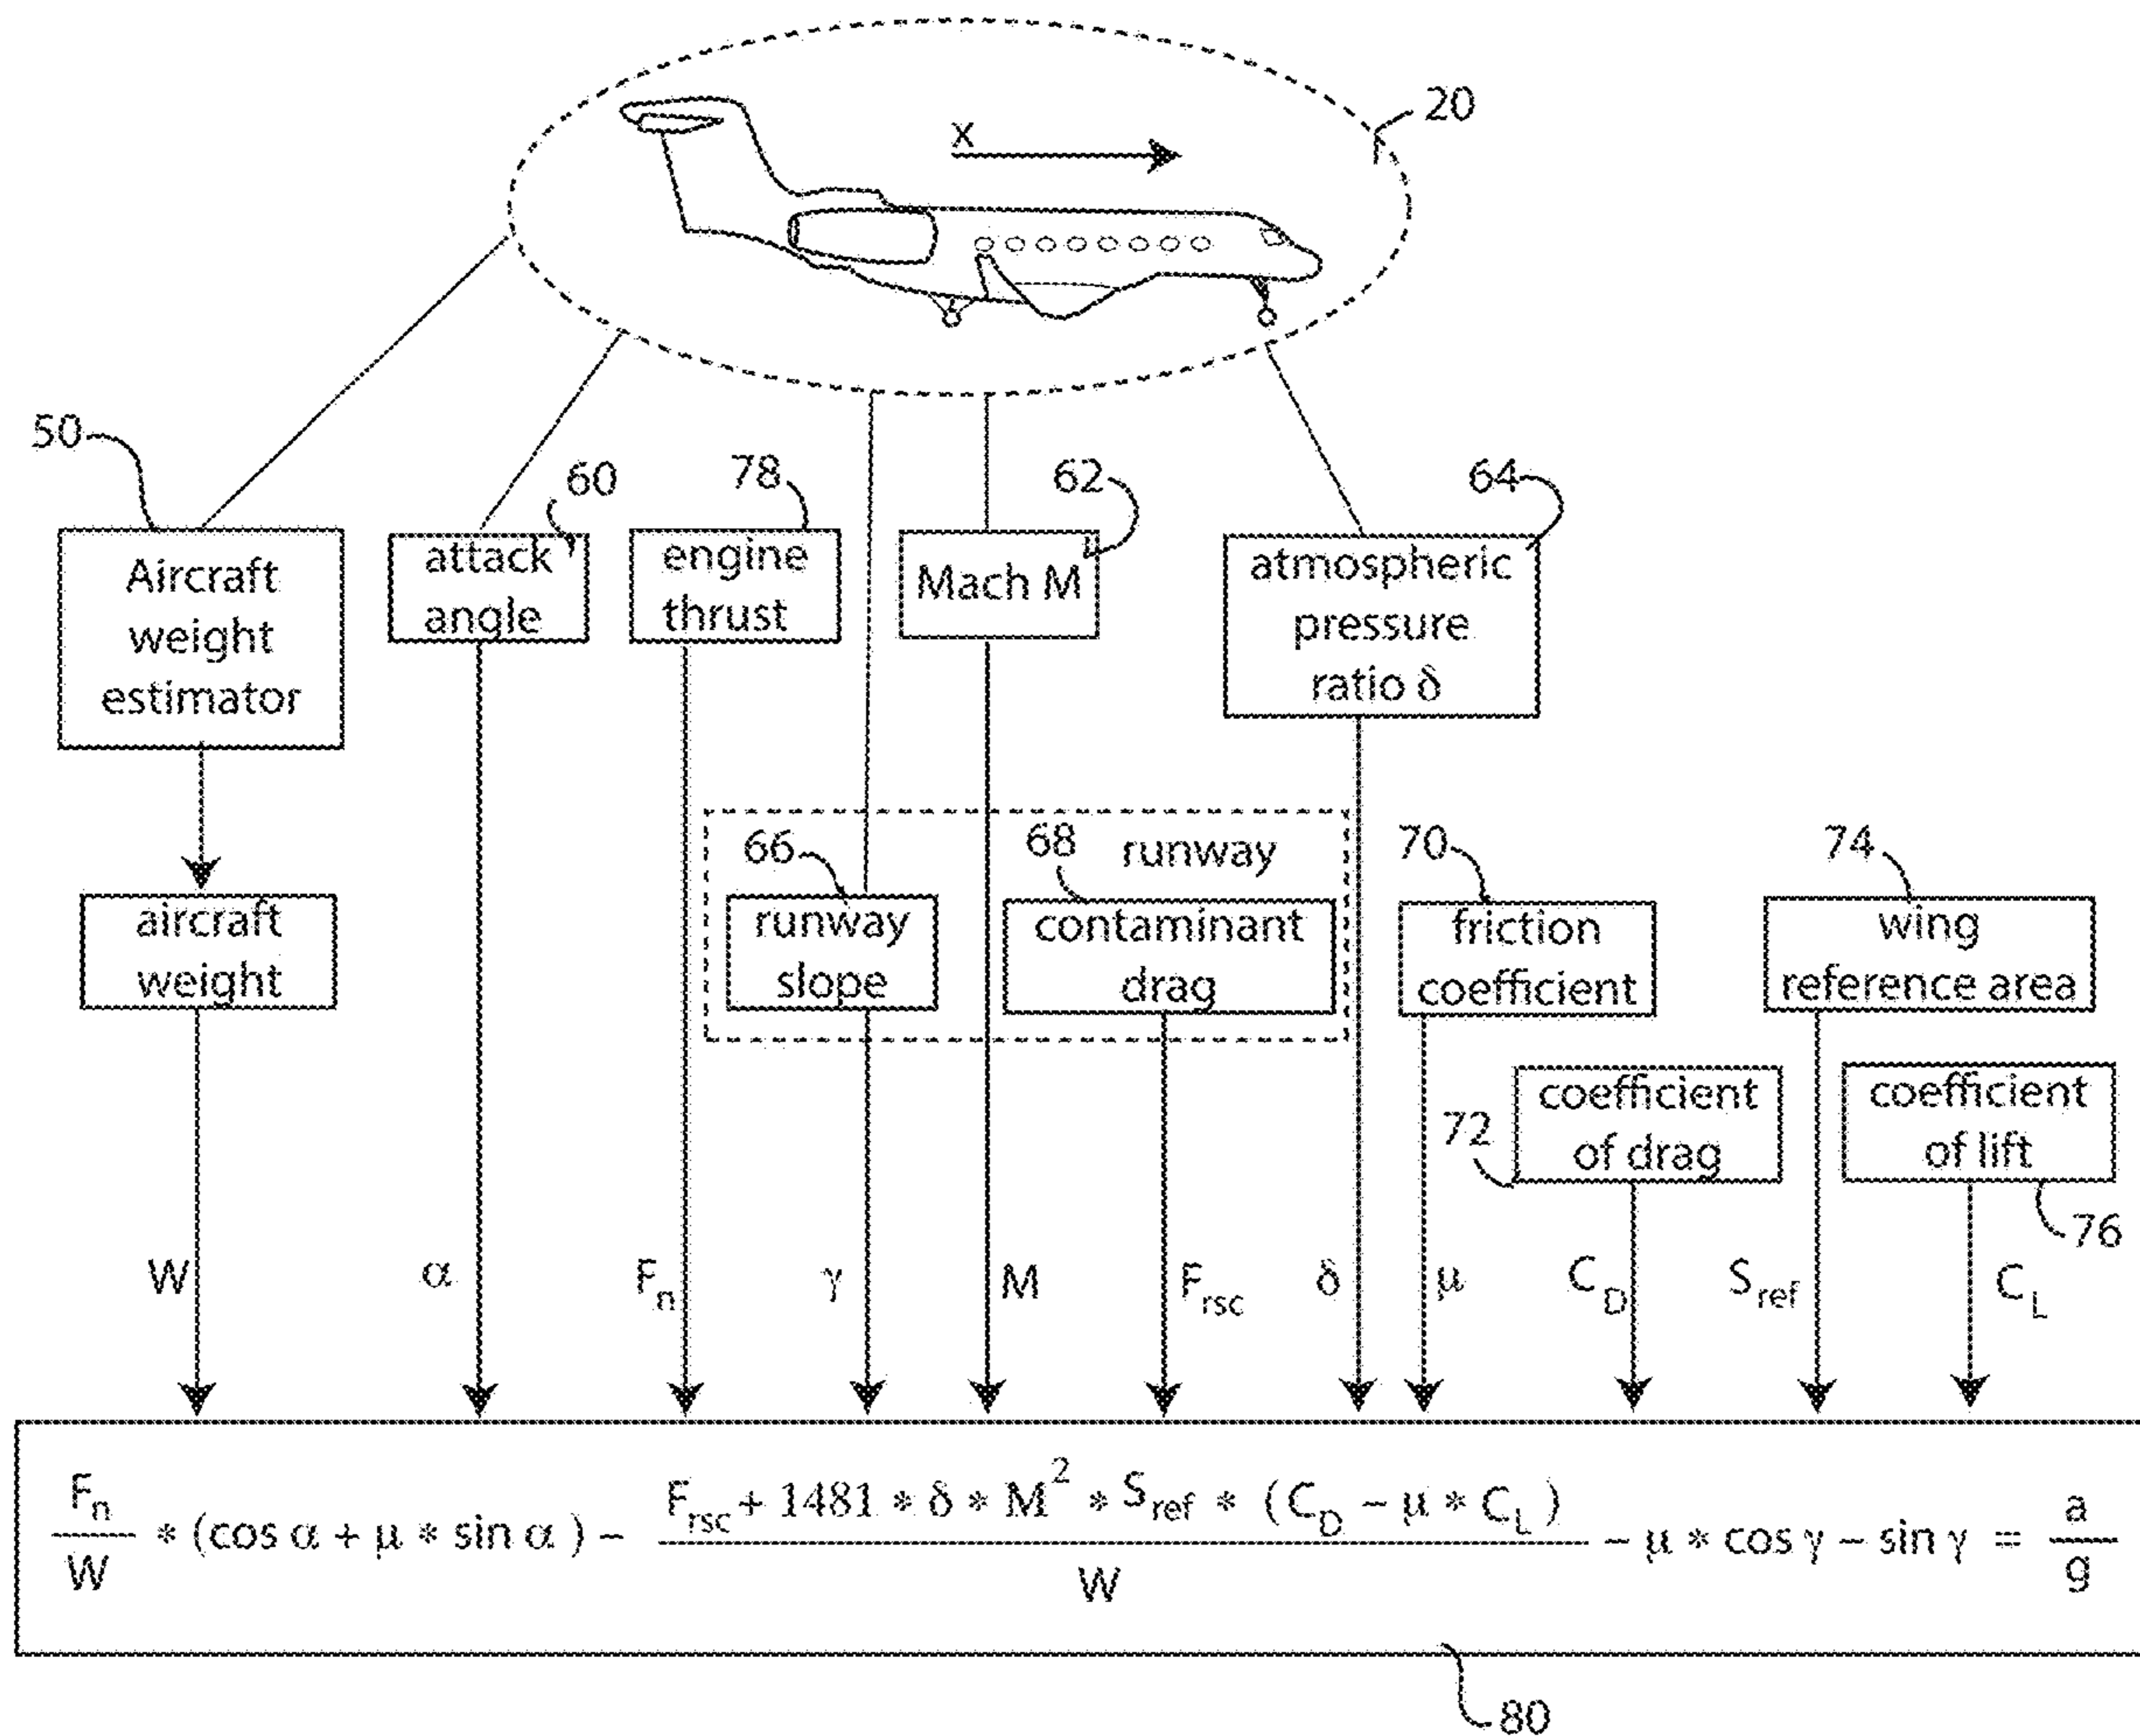 20
X
50
60
78
62
64
Aircraft
weight
estimator
attack
angle
engine
thrust
Mach M
atmospheric
pressure
ratio δ
66
68
runway
70
74
aircraft
weight
runway
slope
contaminant
drag
friction
coefficient
wing
reference area
72
coefficient
of drag
coefficient
of lift
76
W
α
Fn
γ
M
Frsc
δ
μ
CD
Sref
CL
Fn/W * (cos α + μ * sin α ) – Frsc + 1481 * δ * M² * Sref * (CD – μ * CL)/W – μ * cos γ – sin γ = a/g
80